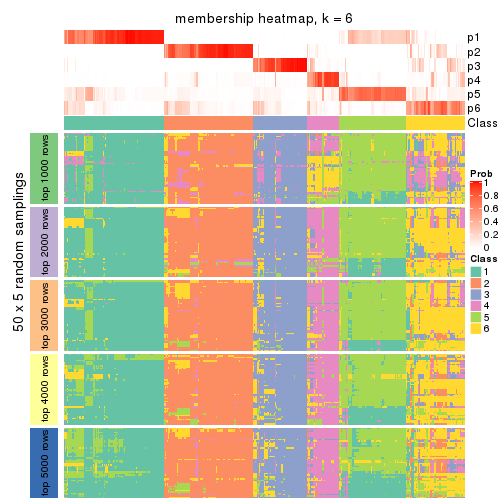 membership heatmap, k = 6
p1
p2
p3
p4
p5
p6
Class
50 x 5 random samplings
top 1000 rows
top 2000 rows
top 3000 rows
top 4000 rows
top 5000 rows
Prob
1
0.8
0.6
0.4
0.2
0
Class
1
2
3
4
5
6